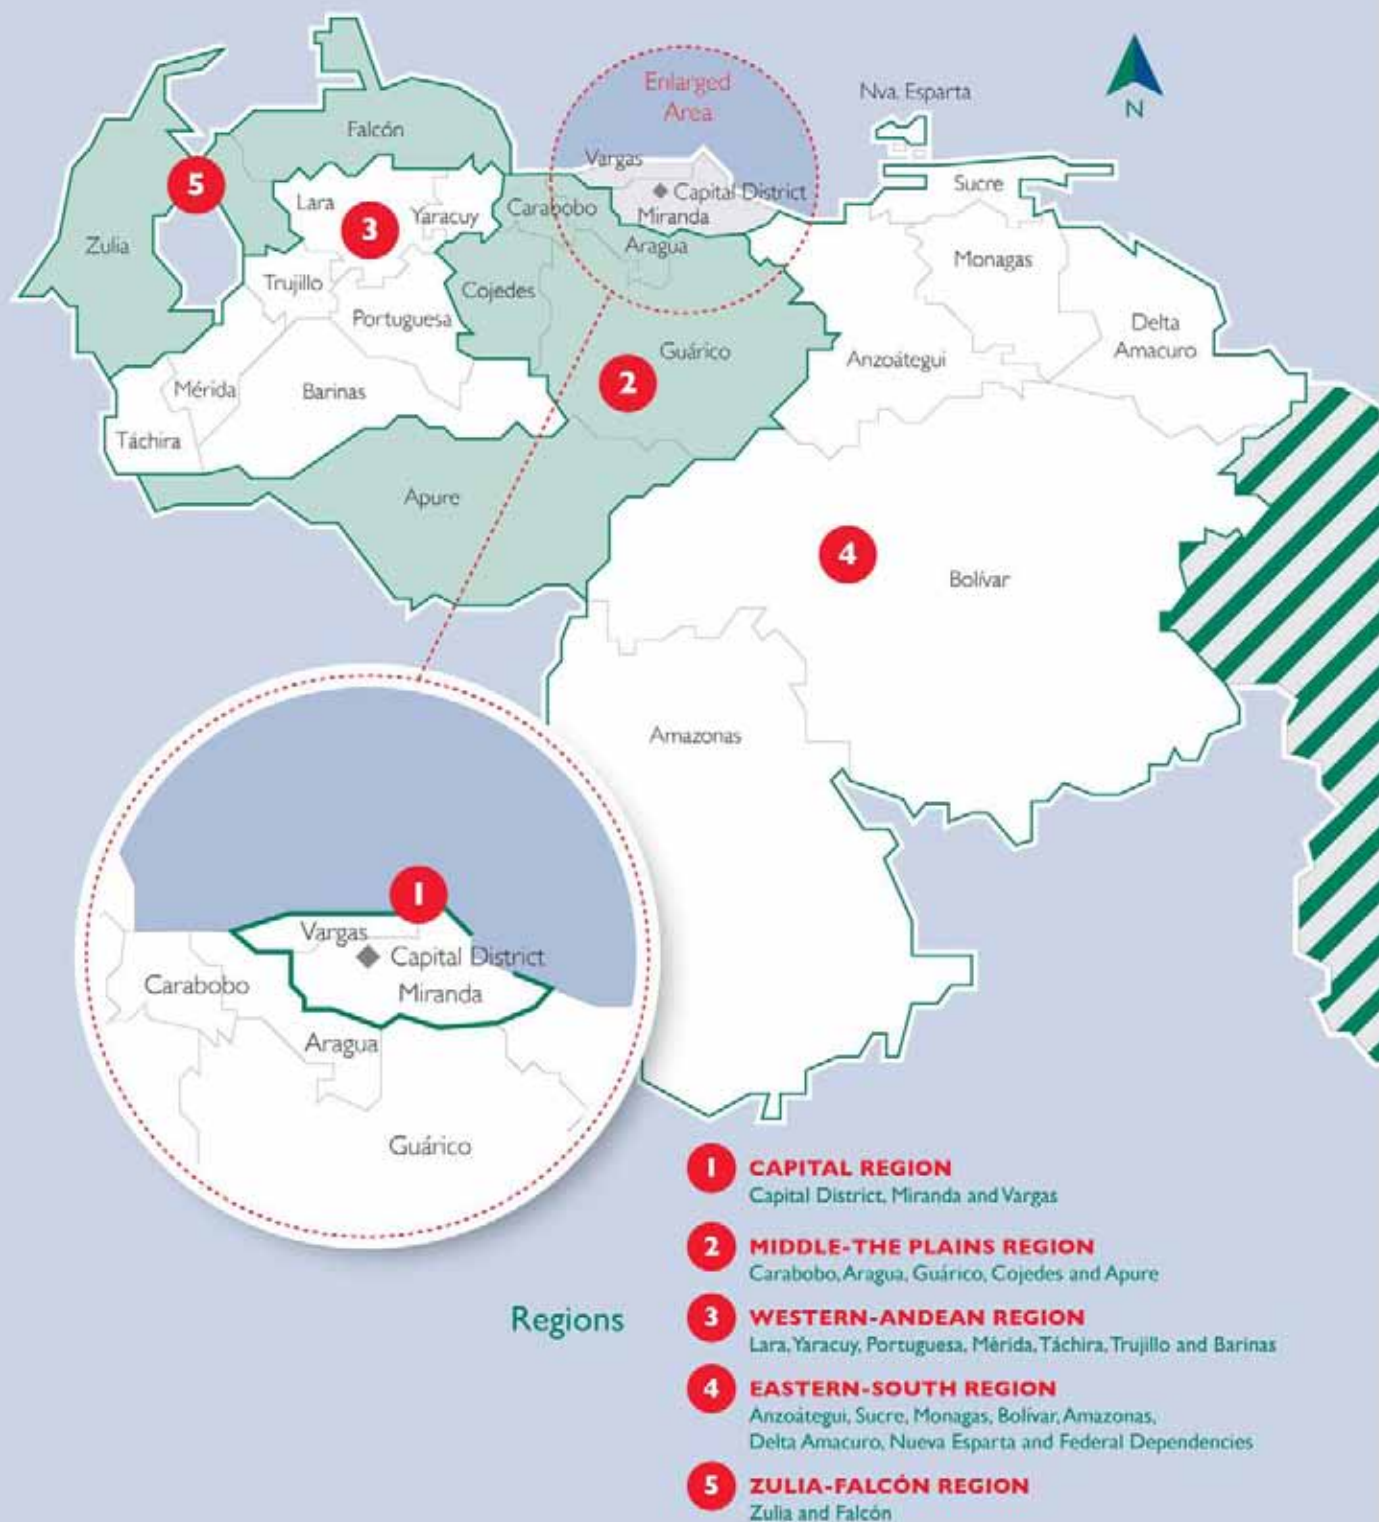 Enlarged
Area
Nva. Esparta
N
Falcón
Vargas
Capital District
Sucre
5
Lara
3
Yaracuy
Carabobo
Miranda
Zulia
Aragua
Monagas
Trujillo
Cojedes
Portuguesa
Delta
Amacuro
Guárico
Anzoátegui
2
Mérida
Barinas
Táchira
Apure
4
Bolívar
Amazonas
1
Vargas
Capital District
Carabobo
Miranda
Aragua
Guárico
Regions
1 CAPITAL REGION
Capital District, Miranda and Vargas
2 MIDDLE-THE PLAINS REGION
Carabobo, Aragua, Guárico, Cojedes and Apure
3 WESTERN-ANDEAN REGION
Lara, Yaracuy, Portuguesa, Mérida, Táchira, Trujillo and Barinas
4 EASTERN-SOUTH REGION
Anzoátegui, Sucre, Monagas, Bolívar, Amazonas,
Delta Amacuro, Nueva Esparta and Federal Dependencies
5 ZULIA-FALCÓN REGION
Zulia and Falcón